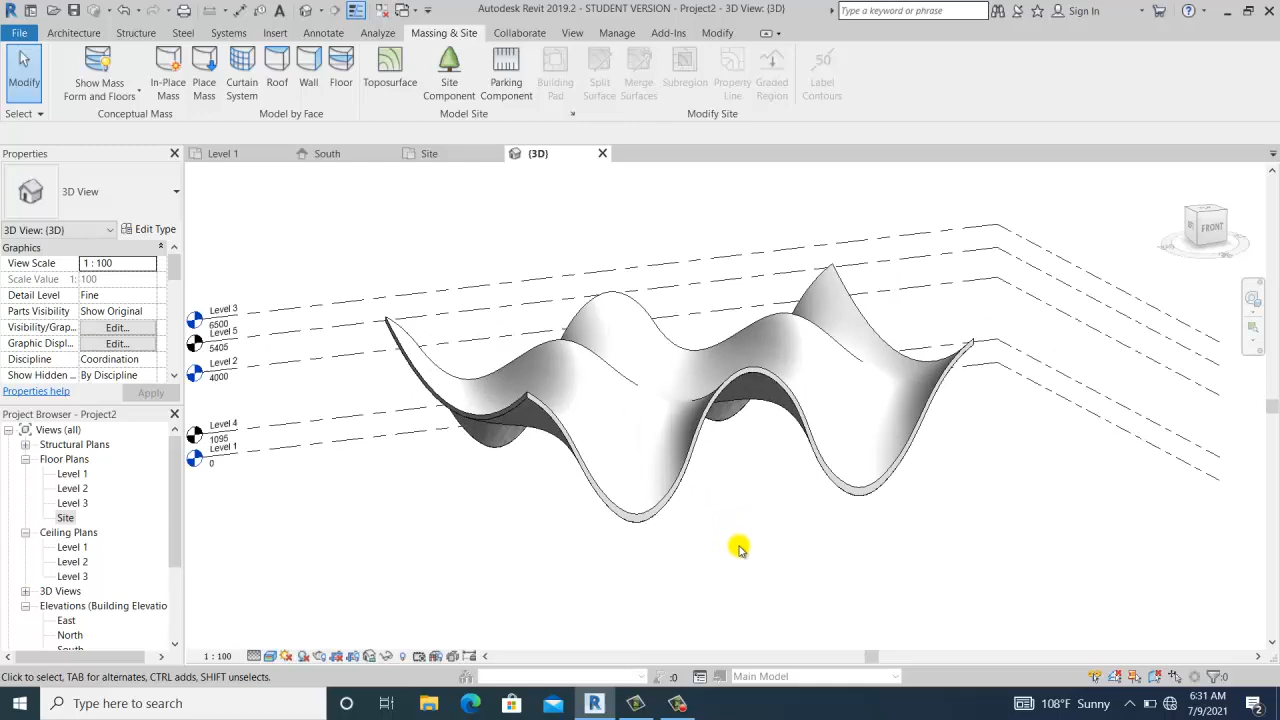 Autodesk Revit 2019.2 - STUDENT VERSION - Project2 - 3D View: {3D}
Type a keyword or phrase
Sign In
File
Architecture
Structure
Steel
Systems
Insert
Annotate
Analyze
Massing & Site
Collaborate
View
Manage
Add-Ins
Modify
Modify
Show Mass
Form and Floors
In-Place
Mass
Place
Mass
Curtain
System
Roof
Wall
Floor
Toposurface
Site
Component
Parking
Component
Building
Pad
Split
Surface
Merge
Surfaces
Subregion
Property
Line
Graded
Region
50
Label
Contours
Select
Conceptual Mass
Model by Face
Model Site
Modify Site
Properties
Level 1
South
Site
{3D}
3D View
3D View: {3D}
Edit Type
Graphics
View Scale
1 : 100
Scale Value 1:
100
Detail Level
Fine
Parts Visibility
Show Original
Visibility/Grap...
Edit...
Graphic Displ...
Edit...
Discipline
Coordination
Show Hidden ...
By Discipline
Properties help
Apply
Project Browser - Project2
Views (all)
Structural Plans
Floor Plans
Level 1
Level 2
Level 3
Site
Ceiling Plans
Level 1
Level 2
Level 3
3D Views
Elevations (Building Elevatio
East
North
Level 3
6500
Level 5
5405
Level 2
4000
Level 4
1095
Level 1
0
FRONT
1 : 100
Click to select, TAB for alternates, CTRL adds, SHIFT unselects.
:0
Main Model
:0
Type here to search
108°F Sunny
6:31 AM
7/9/2021
2